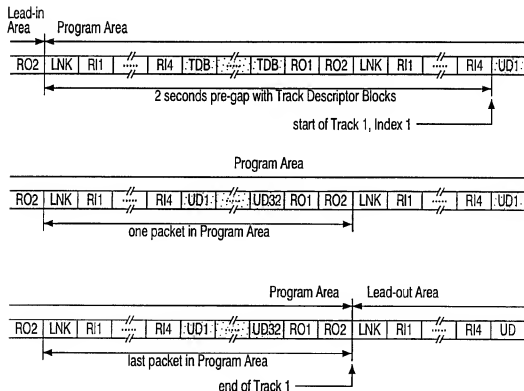 Lead-in Area Program Area
RO2 LNK RI1 ..... RI4 TDB ..... TDB RO1 RO2 LNK RI1 ..... RI4 UD1
2 seconds pre-gap with Track Descriptor Blocks
start of Track 1, Index 1
Program Area
RO2 LNK RI1 ..... RI4 UD1 ..... UD32 RO1 RO2 LNK RI1 ..... RI4 UD1
one packet in Program Area
Program Area Lead-out Area
RO2 LNK RI1 ..... RI4 UD1 ..... UD32 RO1 RO2 LNK RI1 ..... RI4 UD
last packet in Program Area
end of Track 1